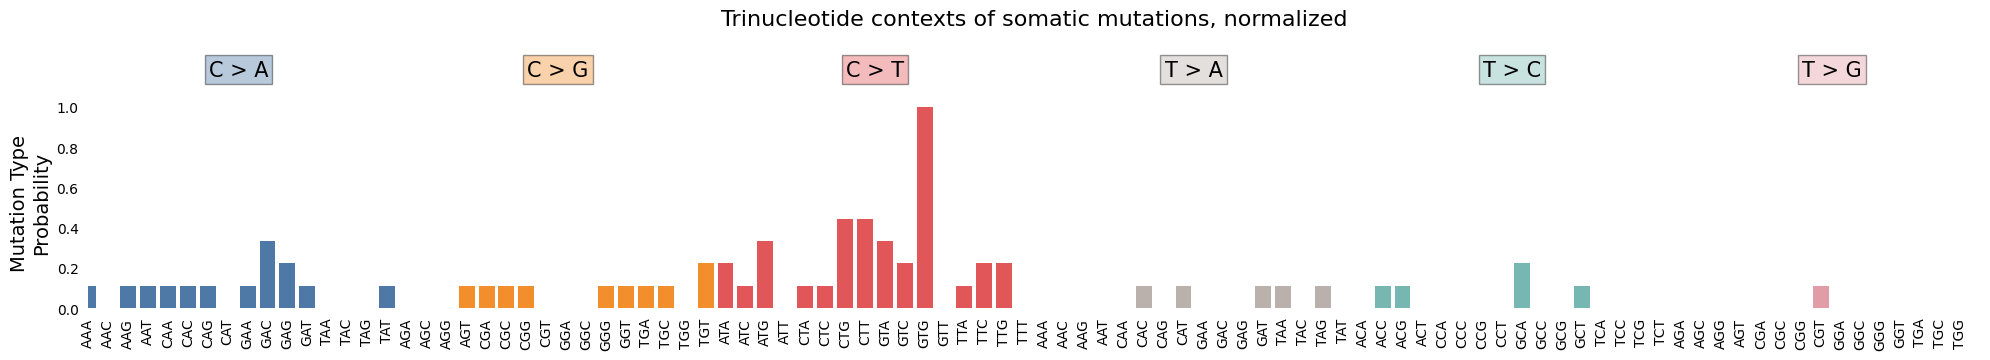 Trinucleotide contexts of somatic mutations, normalized
C > A C > G C > T T > A T > C T > G
Mutation Type
Probability
1.0
0.8
0.6
0.4
0.2
0.0
AAA AAC AAG AAT CAA CAC CAG CAT GAA GAC GAG GAT TAA TAC TAG TAT AGA AGC AGG AGT CGA CGC CGG CGT GGA GGC GGG GGT TGA TGC TGG TGT ATA ATC ATG ATT CTA CTC CTG CTT GTA GTC GTG GTT TTA TTC TTG TTT AAA AAC AAG AAT CAA CAC CAG CAT GAA GAC GAG GAT TAA TAC TAG TAT ACA ACC ACG ACT CCA CCC CCG CCT GCA GCC GCG GCT TCA TCC TCG TCT AGA AGC AGG AGT CGA CGC CGG CGT GGA GGC GGG GGT TGA TGC TGG